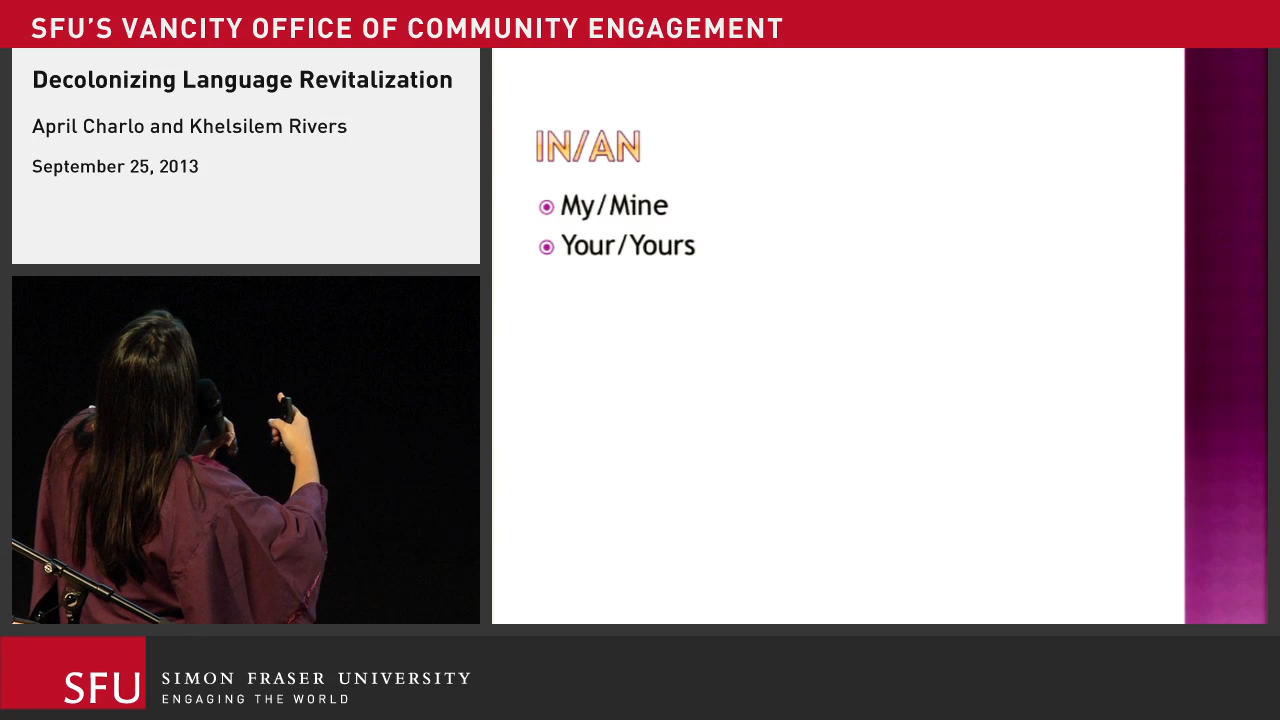 SFU'S VANCITY OFFICE OF COMMUNITY ENGAGEMENT
Decolonizing Language Revitalization
April Charlo and Khelsilem Rivers
September 25, 2013
IN/AN
My/Mine
Your/Yours
SFU
SIMON FRASER UNIVERSITY
ENGAGING THE WORLD